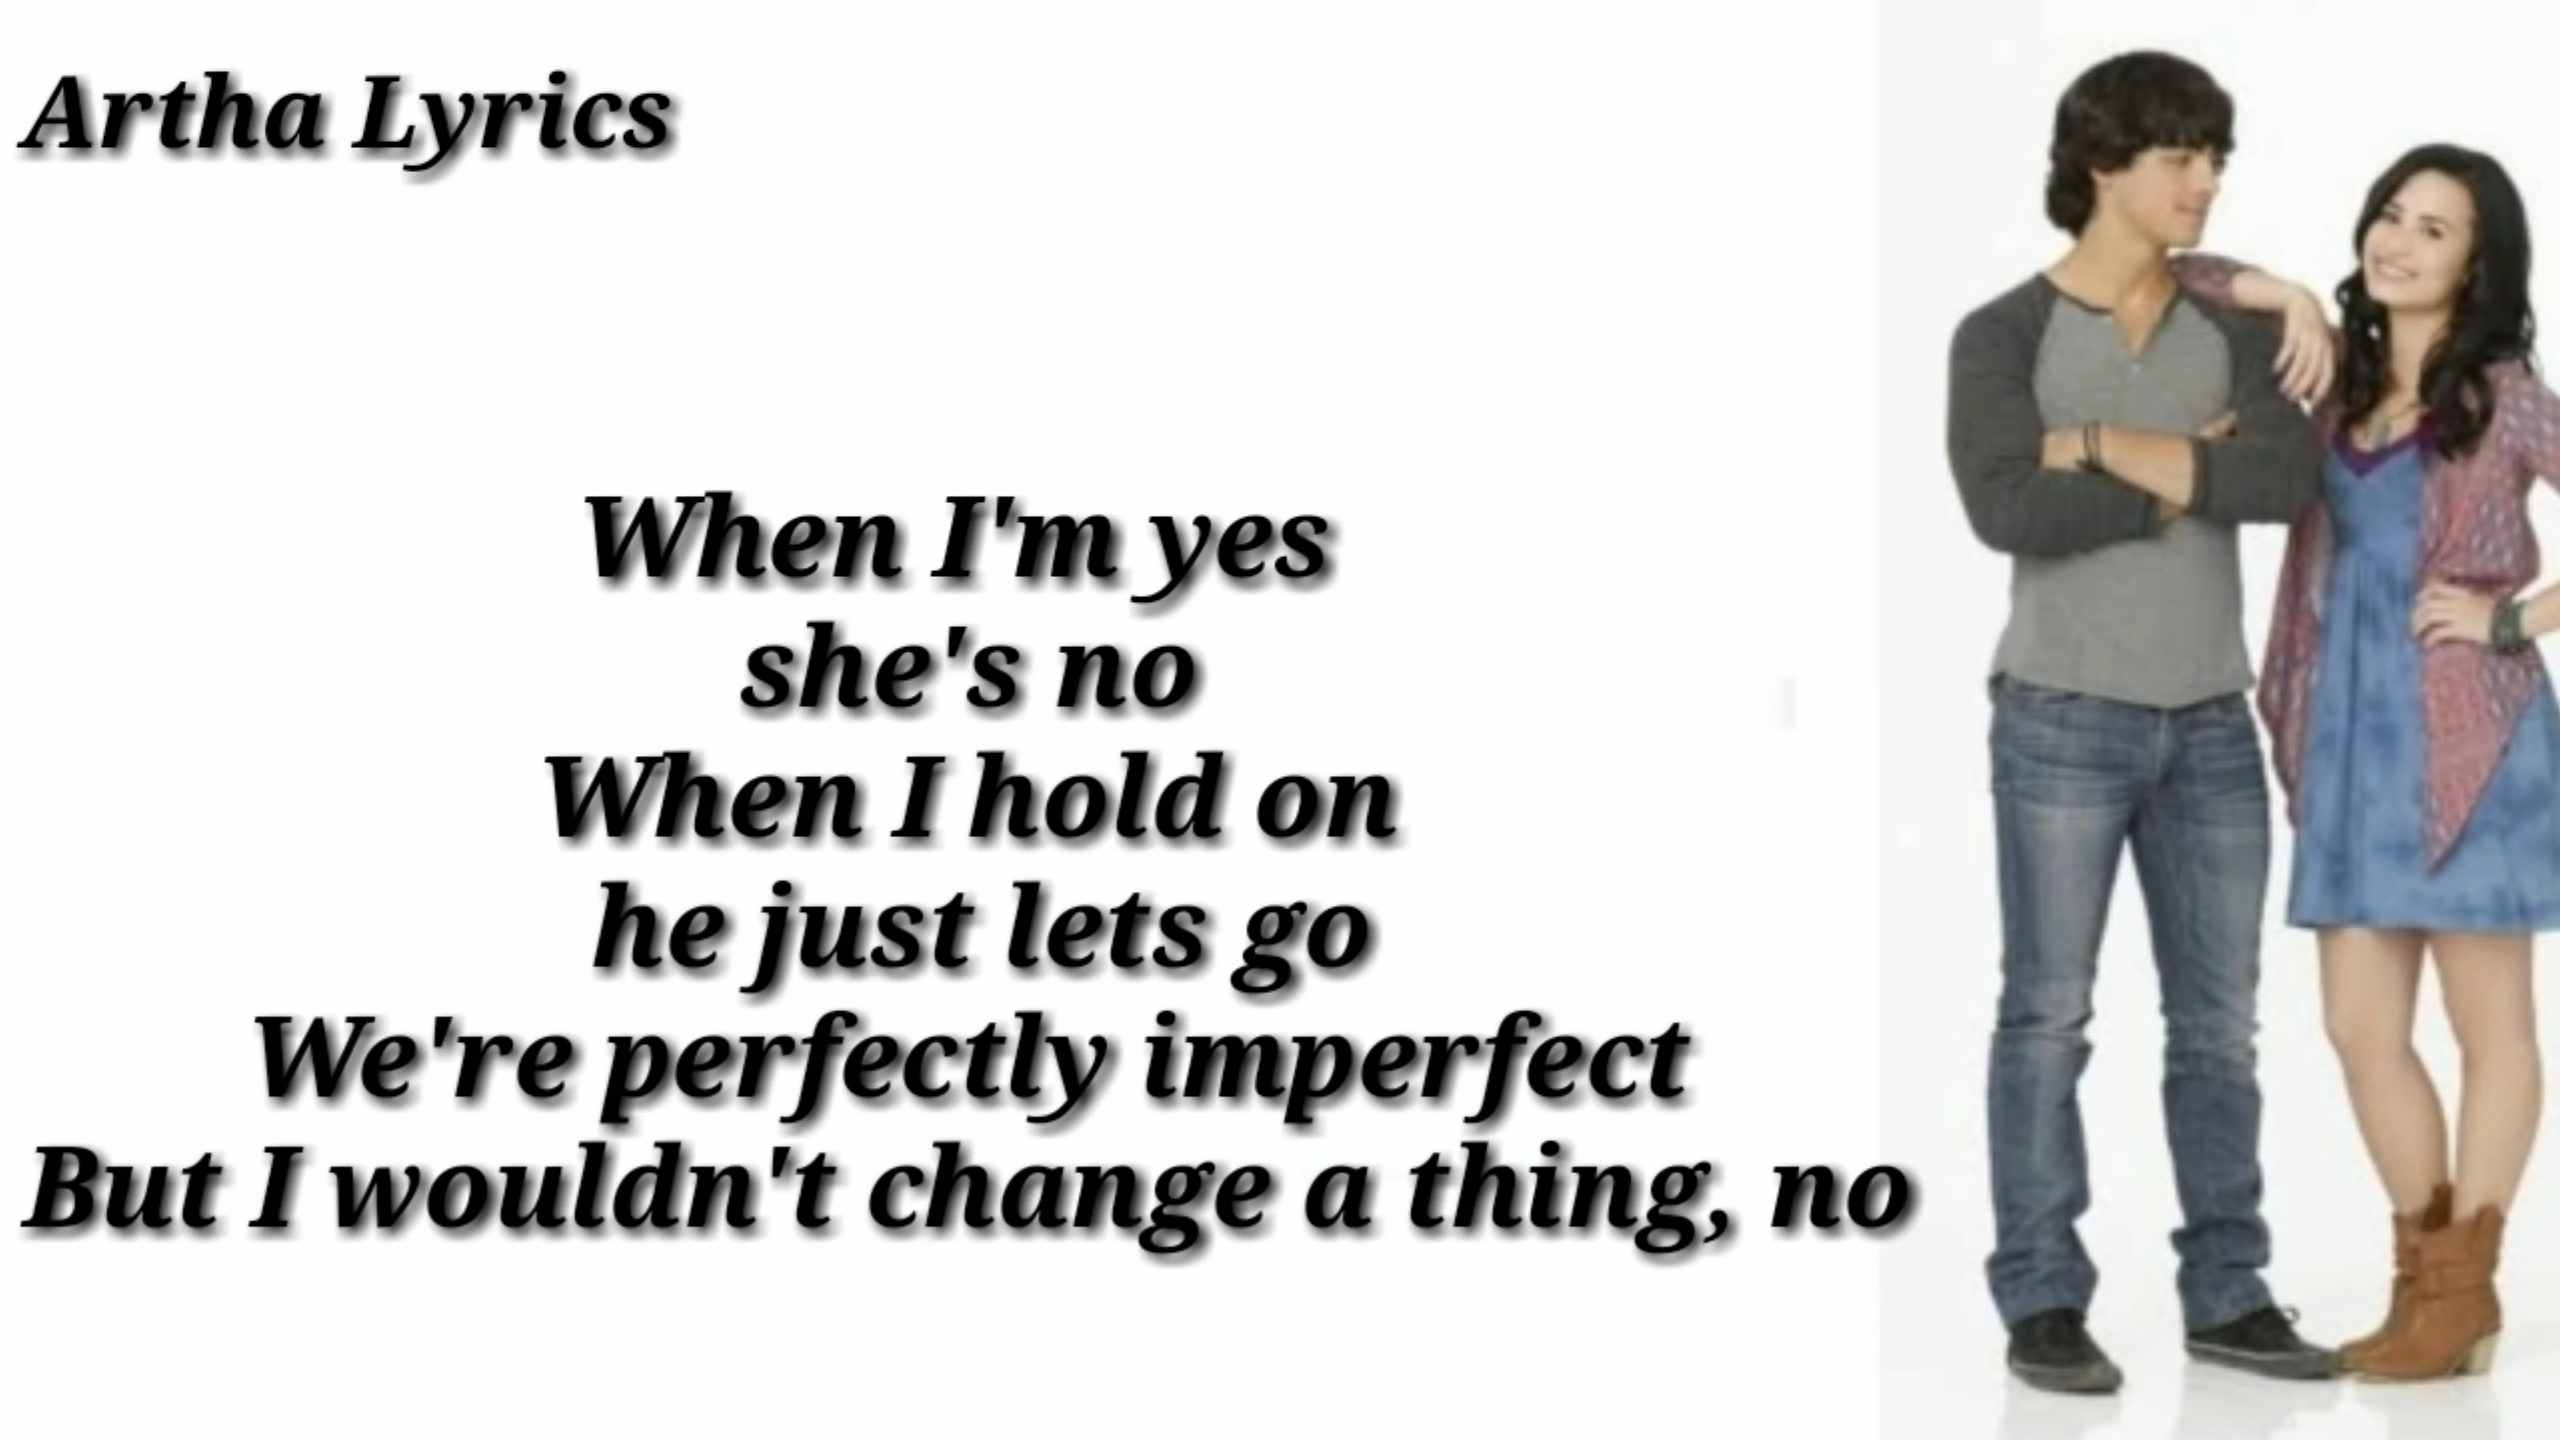 Artha Lyrics
When I'm yes
she's no
When I hold on
he just lets go
We're perfectly imperfect
But I wouldn't change a thing, no